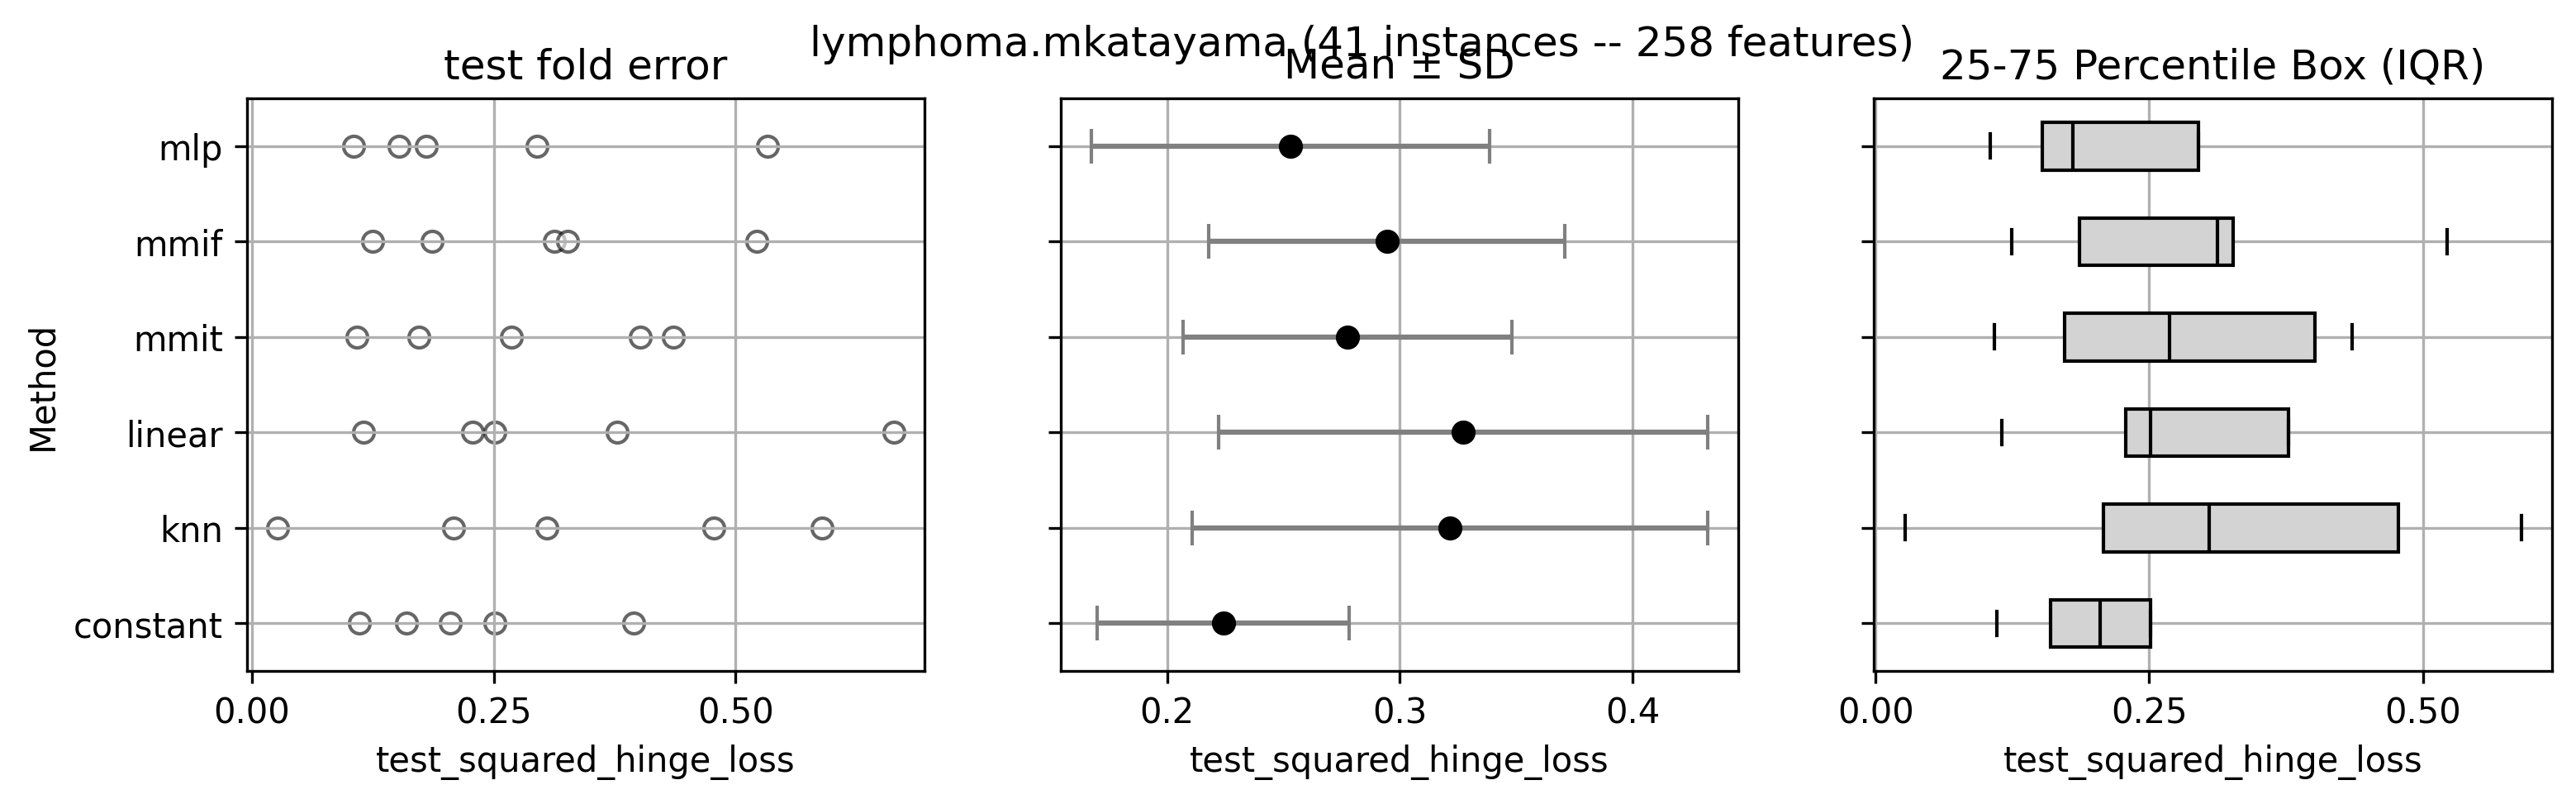 lymphoma.mkatayama (41 instances -- 258 features)
test fold error
Mean ± SD
25-75 Percentile Box (IQR)
Method
mlp
mmif
mmit
linear
knn
constant
0.00 0.25 0.50
0.2 0.3 0.4
0.00 0.25 0.50
test_squared_hinge_loss
test_squared_hinge_loss
test_squared_hinge_loss